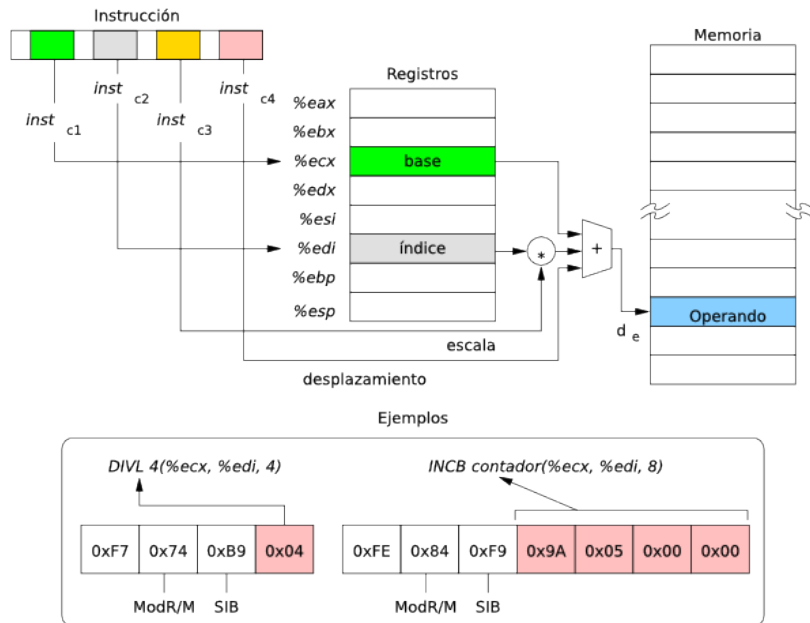 Instrucción
Memoria
Registros
inst c1
inst c2
inst c3
inst c4
%eax
%ebx
%ecx
base
%edx
%esi
%edi
índice
*
+
%ebp
%esp
Operando
d e
escala
desplazamiento
Ejemplos
DIVL 4(%ecx, %edi, 4)
INCB contador(%ecx, %edi, 8)
0xF7 0x74 0xB9 0x04
0xFE 0x84 0xF9 0x9A 0x05 0x00 0x00
ModR/M SIB
ModR/M SIB